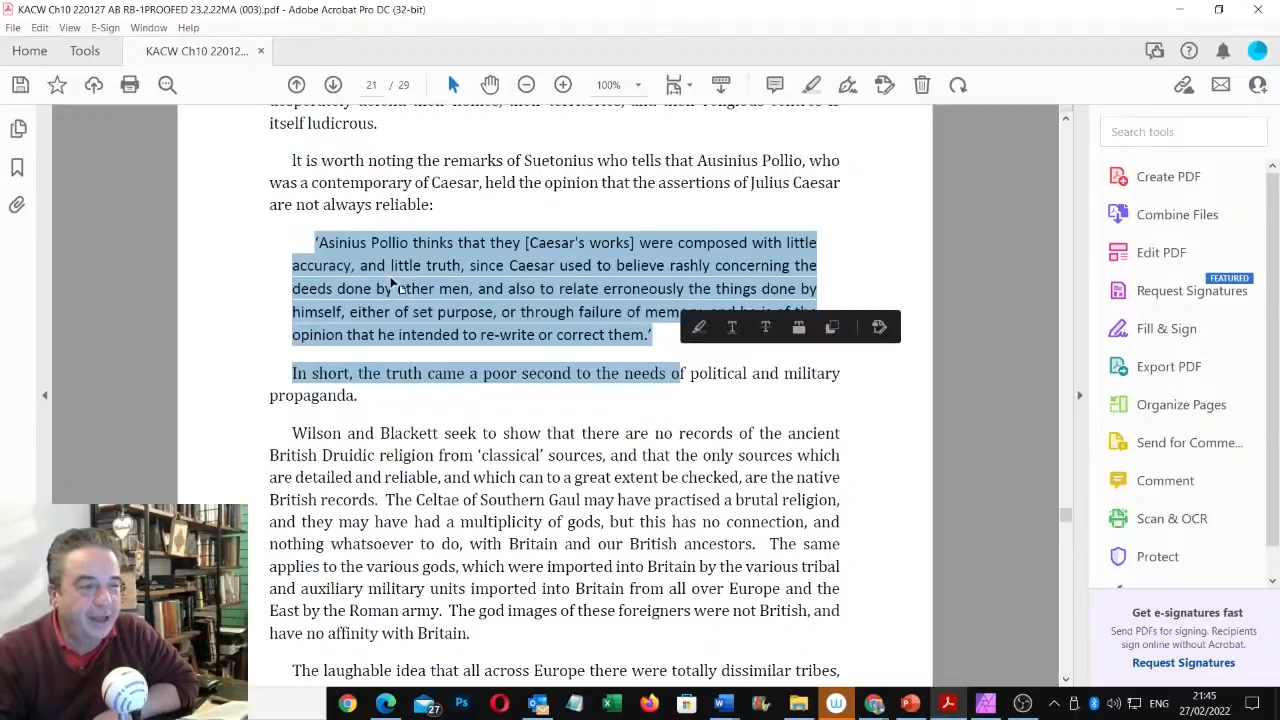 KACW Ch10 220127 AB RB-1PROOFED 23.2.22MA (003).pdf - Adobe Acrobat Pro DC (32-bit)
File Edit View E-Sign Window Help
Home Tools KACW Ch10 22012... ×
21 / 29 100%
itself ludicrous.
It is worth noting the remarks of Suetonius who tells that Ausinius Pollio, who
was a contemporary of Caesar, held the opinion that the assertions of Julius Caesar
are not always reliable:
'Asinius Pollio thinks that they [Caesar's works] were composed with little
accuracy, and little truth, since Caesar used to believe rashly concerning the
deeds done by other men, and also to relate erroneously the things done by
himself, either of set purpose, or through failure of
opinion that he intended to re-write or correct them.'
In short, the truth came a poor second to the needs of political and military
propaganda.
Wilson and Blackett seek to show that there are no records of the ancient
British Druidic religion from 'classical' sources, and that the only sources which
are detailed and reliable, and which can to a great extent be checked, are the native
British records. The Celtae of Southern Gaul may have practised a brutal religion,
and they may have had a multiplicity of gods, but this has no connection, and
nothing whatsoever to do, with Britain and our British ancestors. The same
applies to the various gods, which were imported into Britain by the various tribal
and auxiliary military units imported into Britain from all over Europe and the
East by the Roman army. The god images of these foreigners were not British, and
have no affinity with Britain.
The laughable idea that all across Europe there were totally dissimilar tribes,
Search tools
Create PDF
Combine Files
Edit PDF
FEATURED
Request Signatures
Fill & Sign
Export PDF
Organize Pages
Send for Comme...
Comment
Scan & OCR
Protect
Get e-signatures fast
Send PDFs for signing. Recipients
sign online without Acrobat.
Request Signatures
27
ENG
21:45
27/02/2022